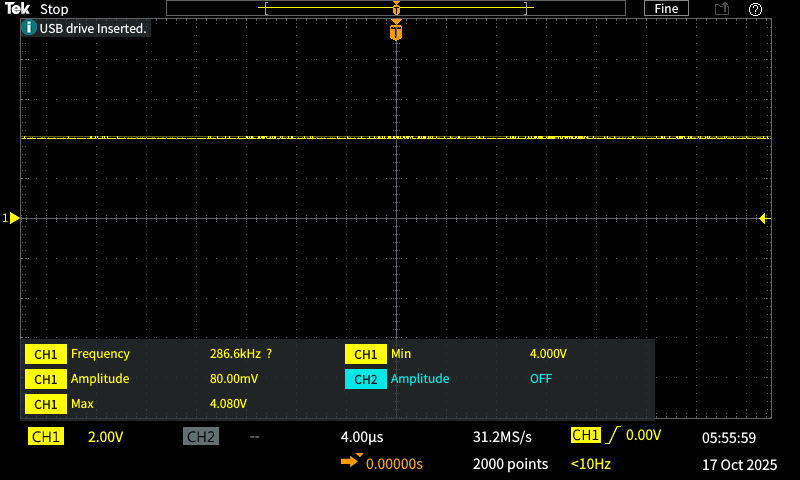 Tek Stop
T
Fine
?
i USB drive Inserted.
T
1
CH1 Frequency 286.6kHz ? CH1 Min 4.000V
CH1 Amplitude 80.00mV CH2 Amplitude OFF
CH1 Max 4.080V
CH1 2.00V CH2 -- 4.00µs 31.2MS/s CH1 0.00V 05:55:59
0.00000s 2000 points <10Hz 17 Oct 2025